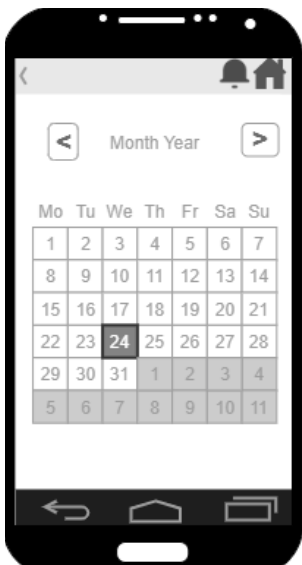 <
< Month Year >
Mo Tu We Th Fr Sa Su
1 2 3 4 5 6 7
8 9 10 11 12 13 14
15 16 17 18 19 20 21
22 23 24 25 26 27 28
29 30 31 1 2 3 4
5 6 7 8 9 10 11